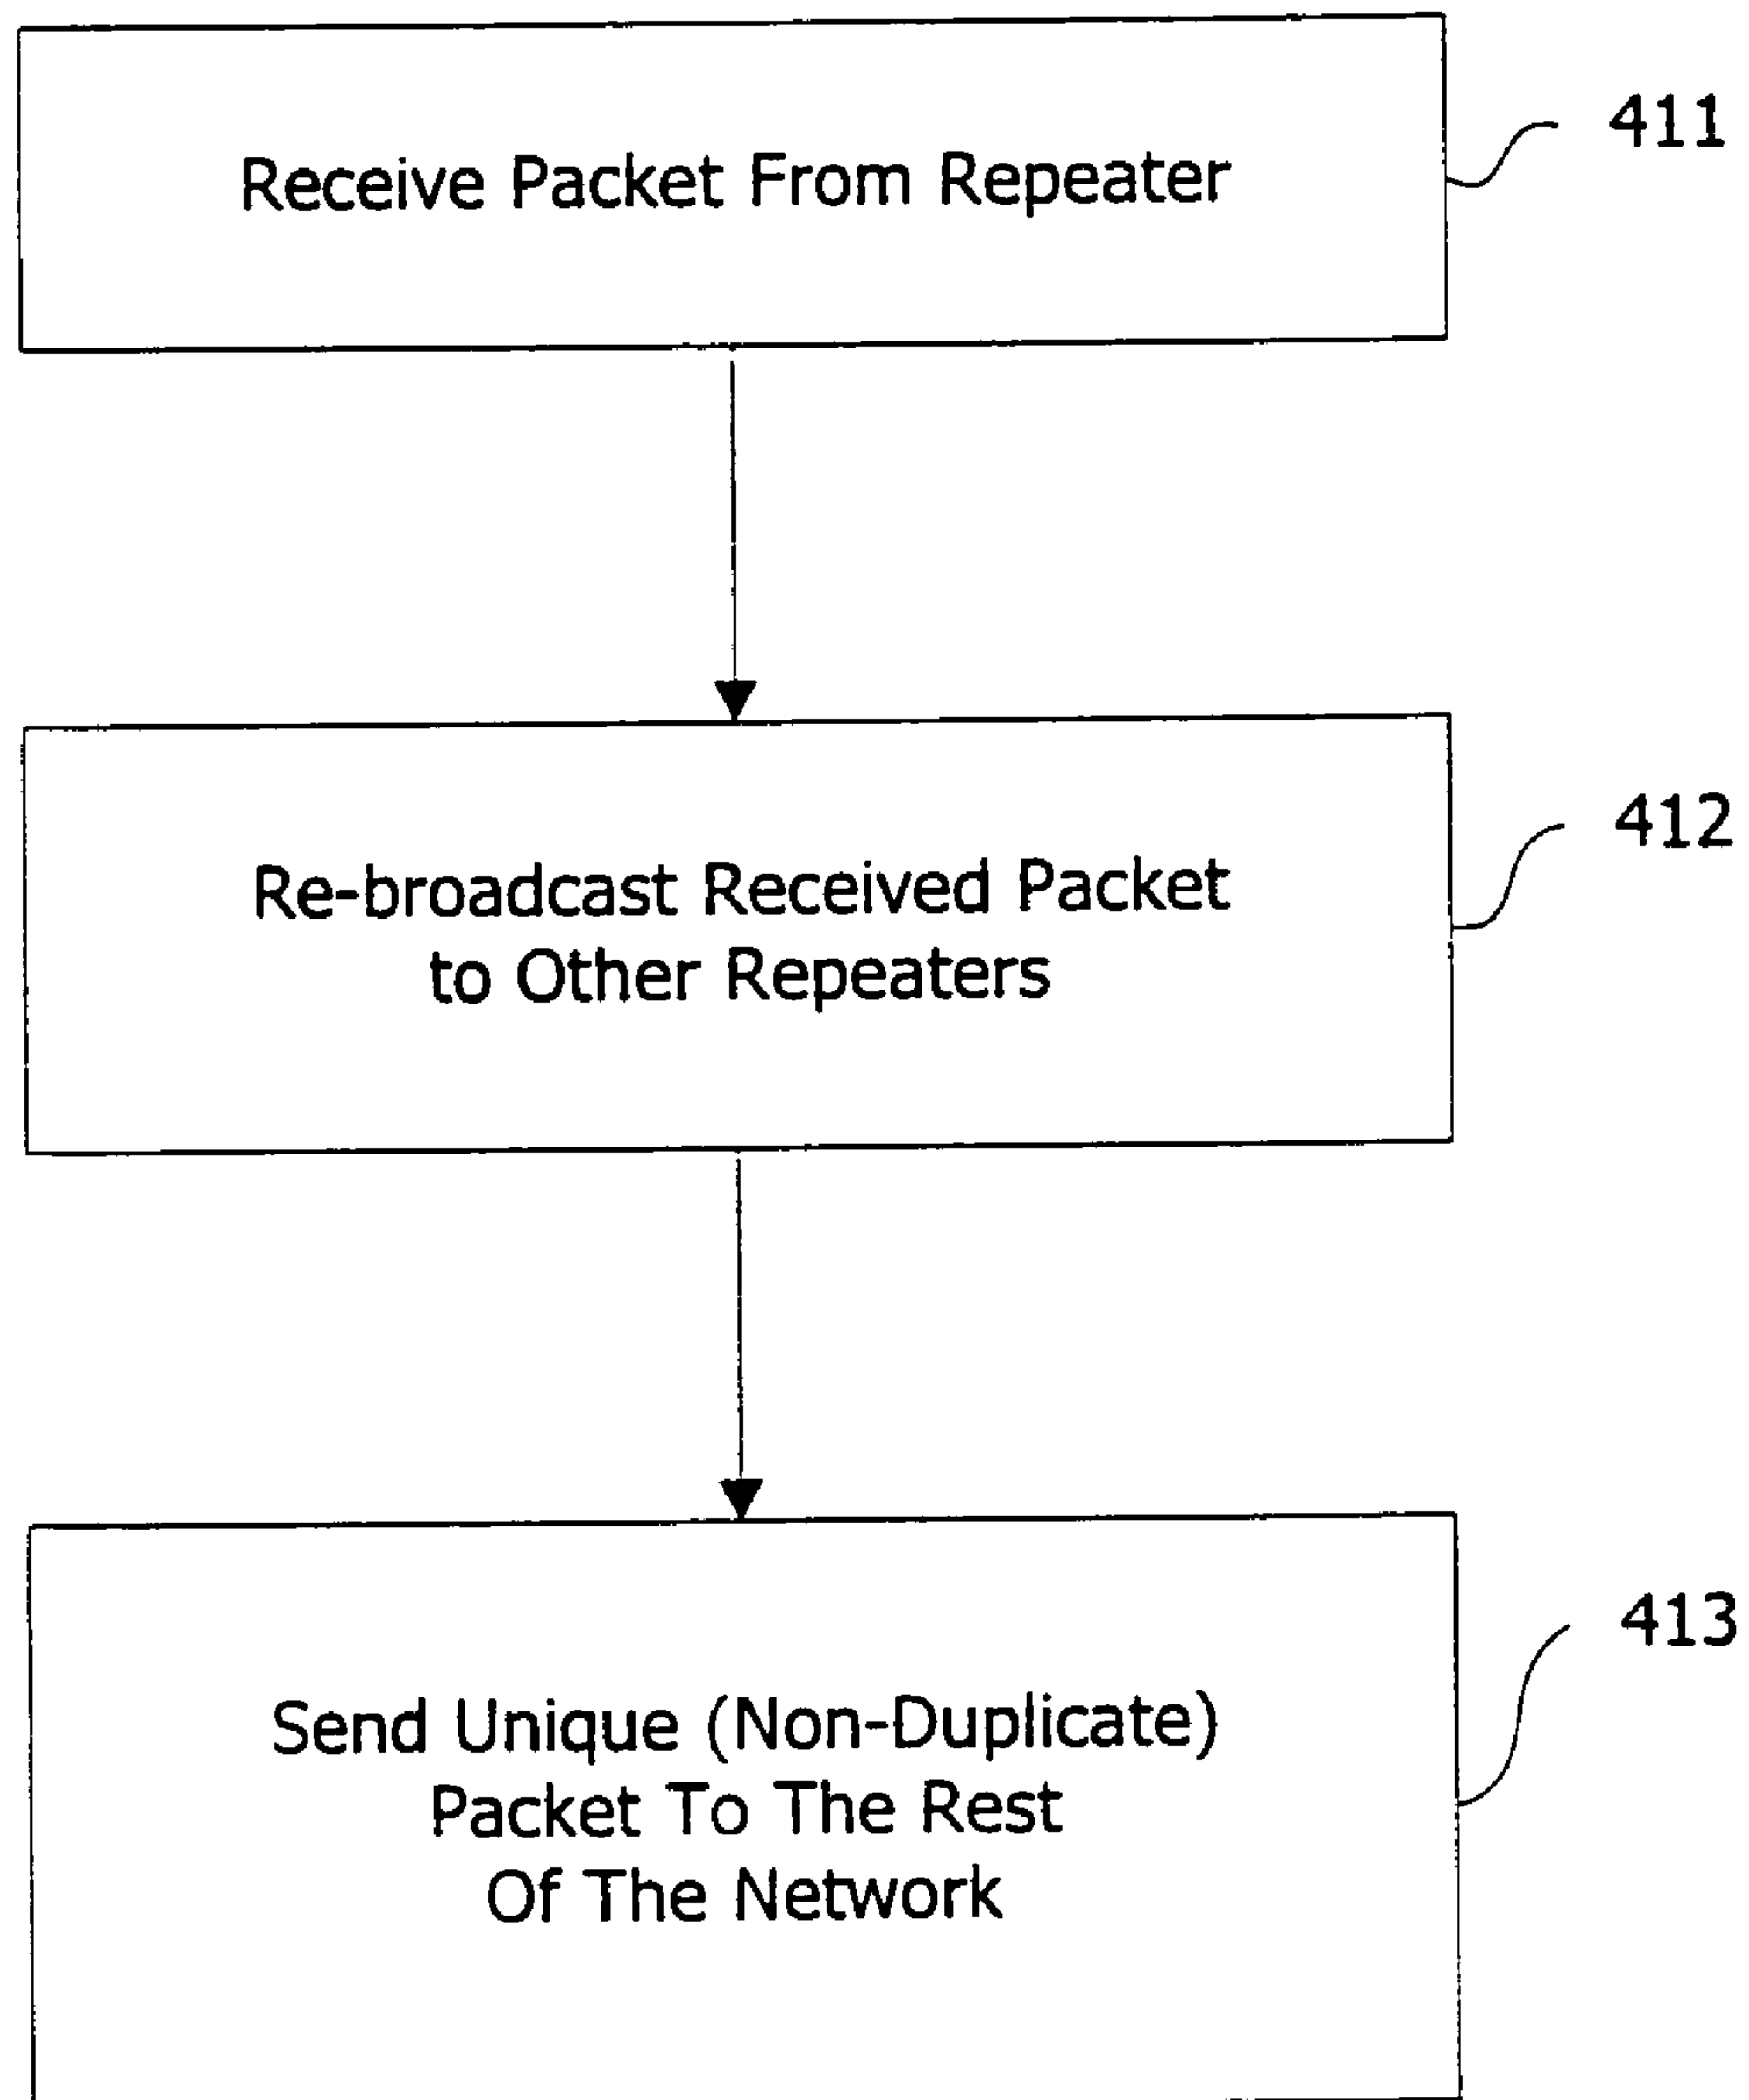 Receive Packet From Repeater
411
Re-broadcast Received Packet
to Other Repeaters
412
Send Unique (Non-Duplicate)
Packet To The Rest
Of The Network
413